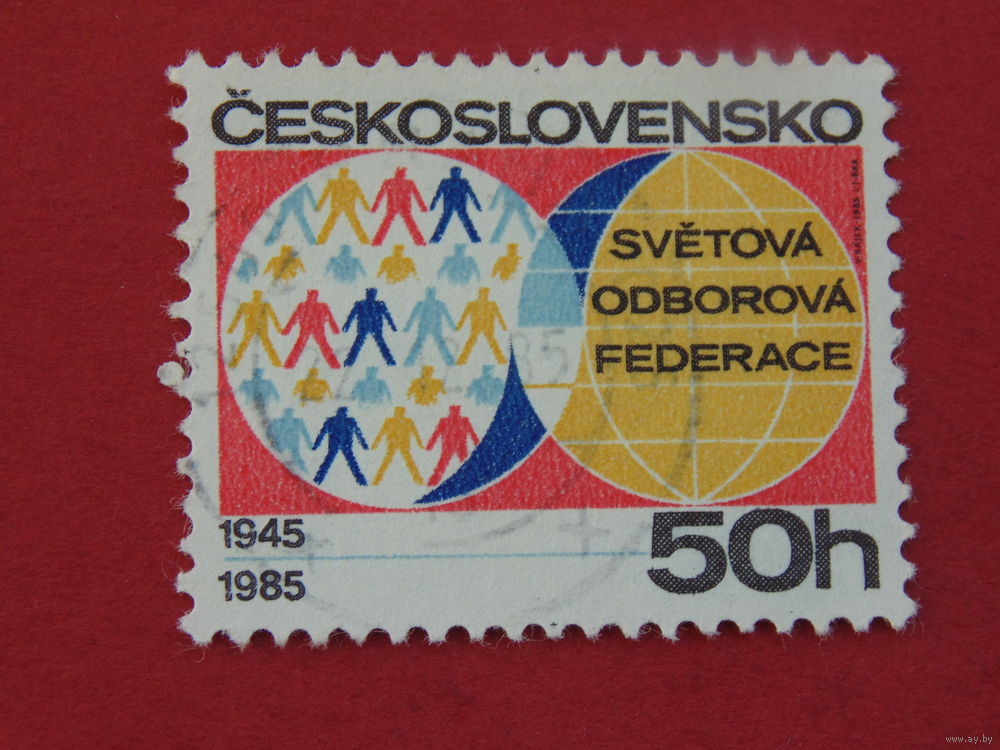 ČESKOSLOVENSKO
SVĚTOVÁ
ODBOROVÁ
FEDERACE
1945
1985
50h
www.ay.by